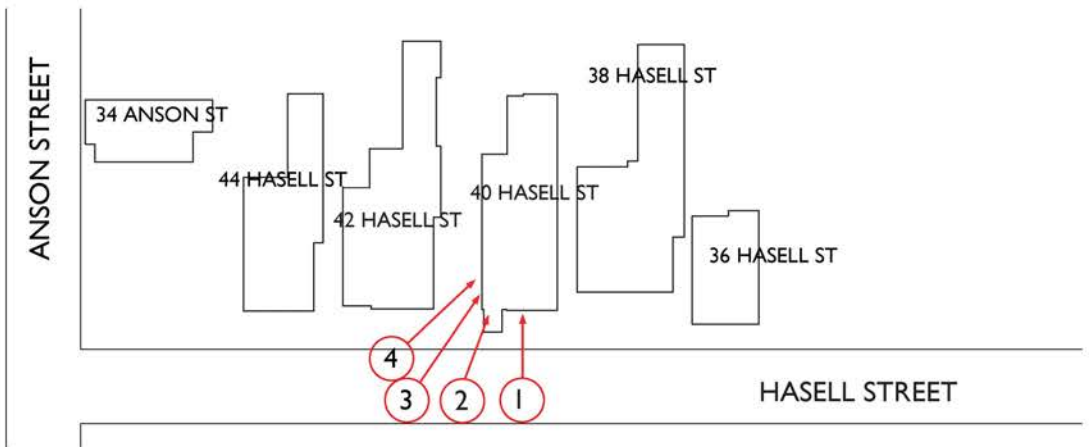 ANSON STREET
34 ANSON ST
44 HASELL ST
42 HASELL ST
40 HASELL ST
38 HASELL ST
36 HASELL ST
4
3
2
1
HASELL STREET